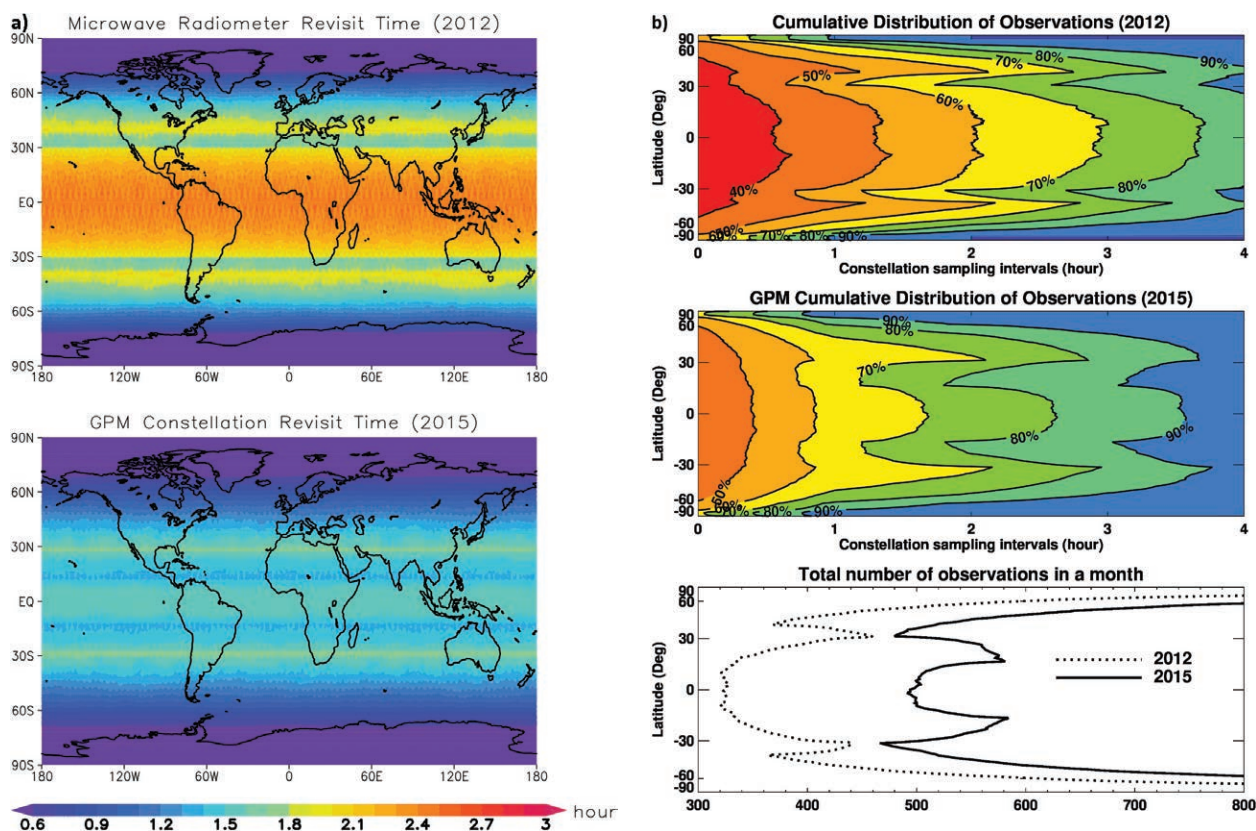 a)
Microwave Radiometer Revisit Time (2012)
90N
60N
30N
EQ
30S
60S
90S
180 120W 60W 0 60E 120E 180
GPM Constellation Revisit Time (2015)
90N
60N
30N
EQ
30S
60S
90S
180 120W 60W 0 60E 120E 180
0.6 0.9 1.2 1.5 1.8 2.1 2.4 2.7 3 hour
b)
Cumulative Distribution of Observations (2012)
Latitude (Deg)
90
60
30
0
-30
-60
-90
50% 70% 80% 90%
60%
40% 70% 80% 90%
70% 80% 90%
0 1 2 3 4
Constellation sampling intervals (hour)
GPM Cumulative Distribution of Observations (2015)
Latitude (Deg)
90
60
30
0
-30
-60
-90
90%
80%
70%
80% 90%
60%
80% 90%
0 1 2 3 4
Constellation sampling intervals (hour)
Total number of observations in a month
Latitude (Deg)
90
60
30
0
-30
-60
-90
2012
2015
300 400 500 600 700 800